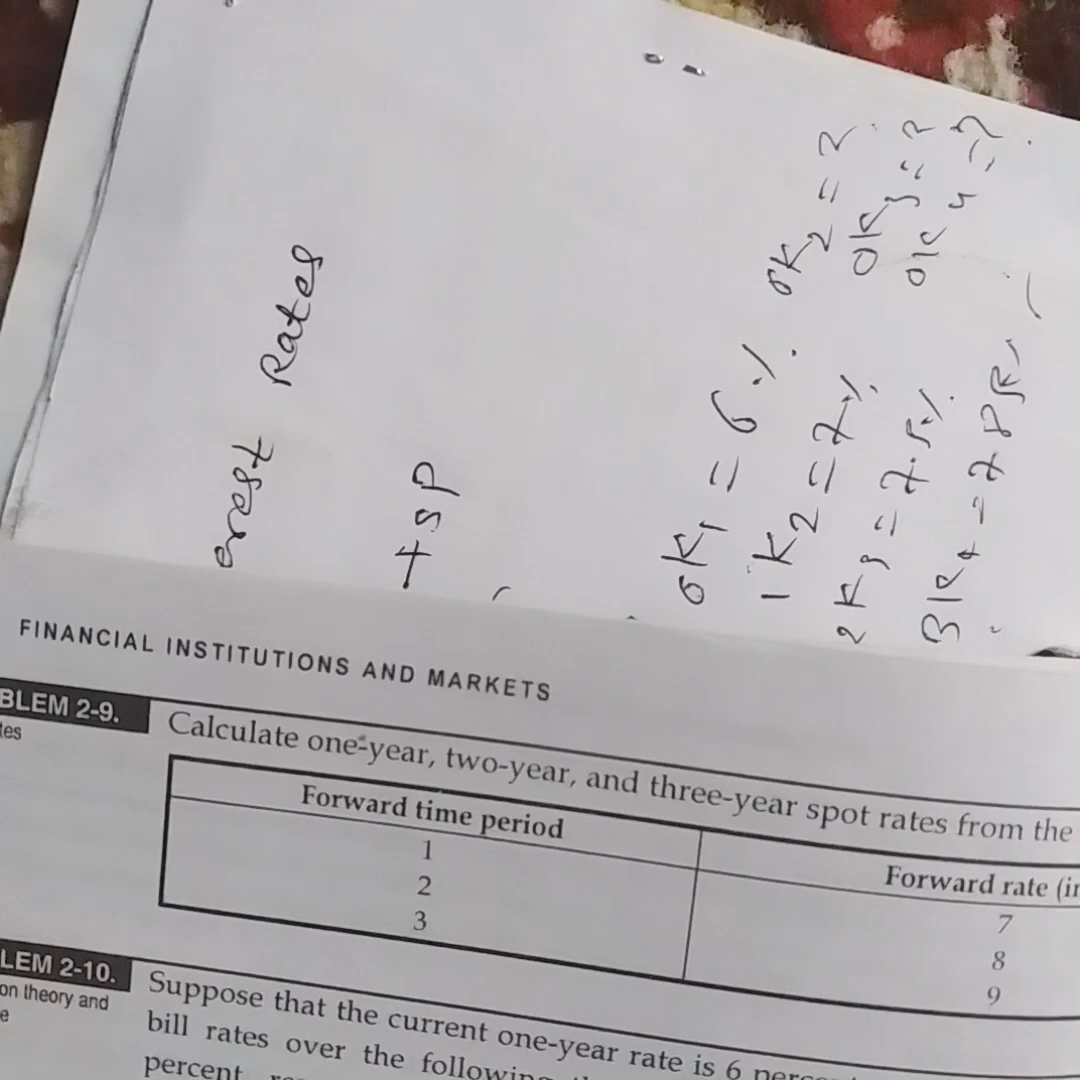 erest Rates
+ sp
0K1 = 6 %.
1K2 = 7 %.
2K3 = 7.5 %.
0K2 = ?
0K3 = ?
0K4 = ?
FINANCIAL INSTITUTIONS AND MARKETS
BLEM 2-9.
tes
Calculate one-year, two-year, and three-year spot rates from the
Forward time period
Forward rate (in
1
7
2
8
3
9
LEM 2-10.
on theory and
e
Suppose that the current one-year rate is 6
bill rates over the following
percent